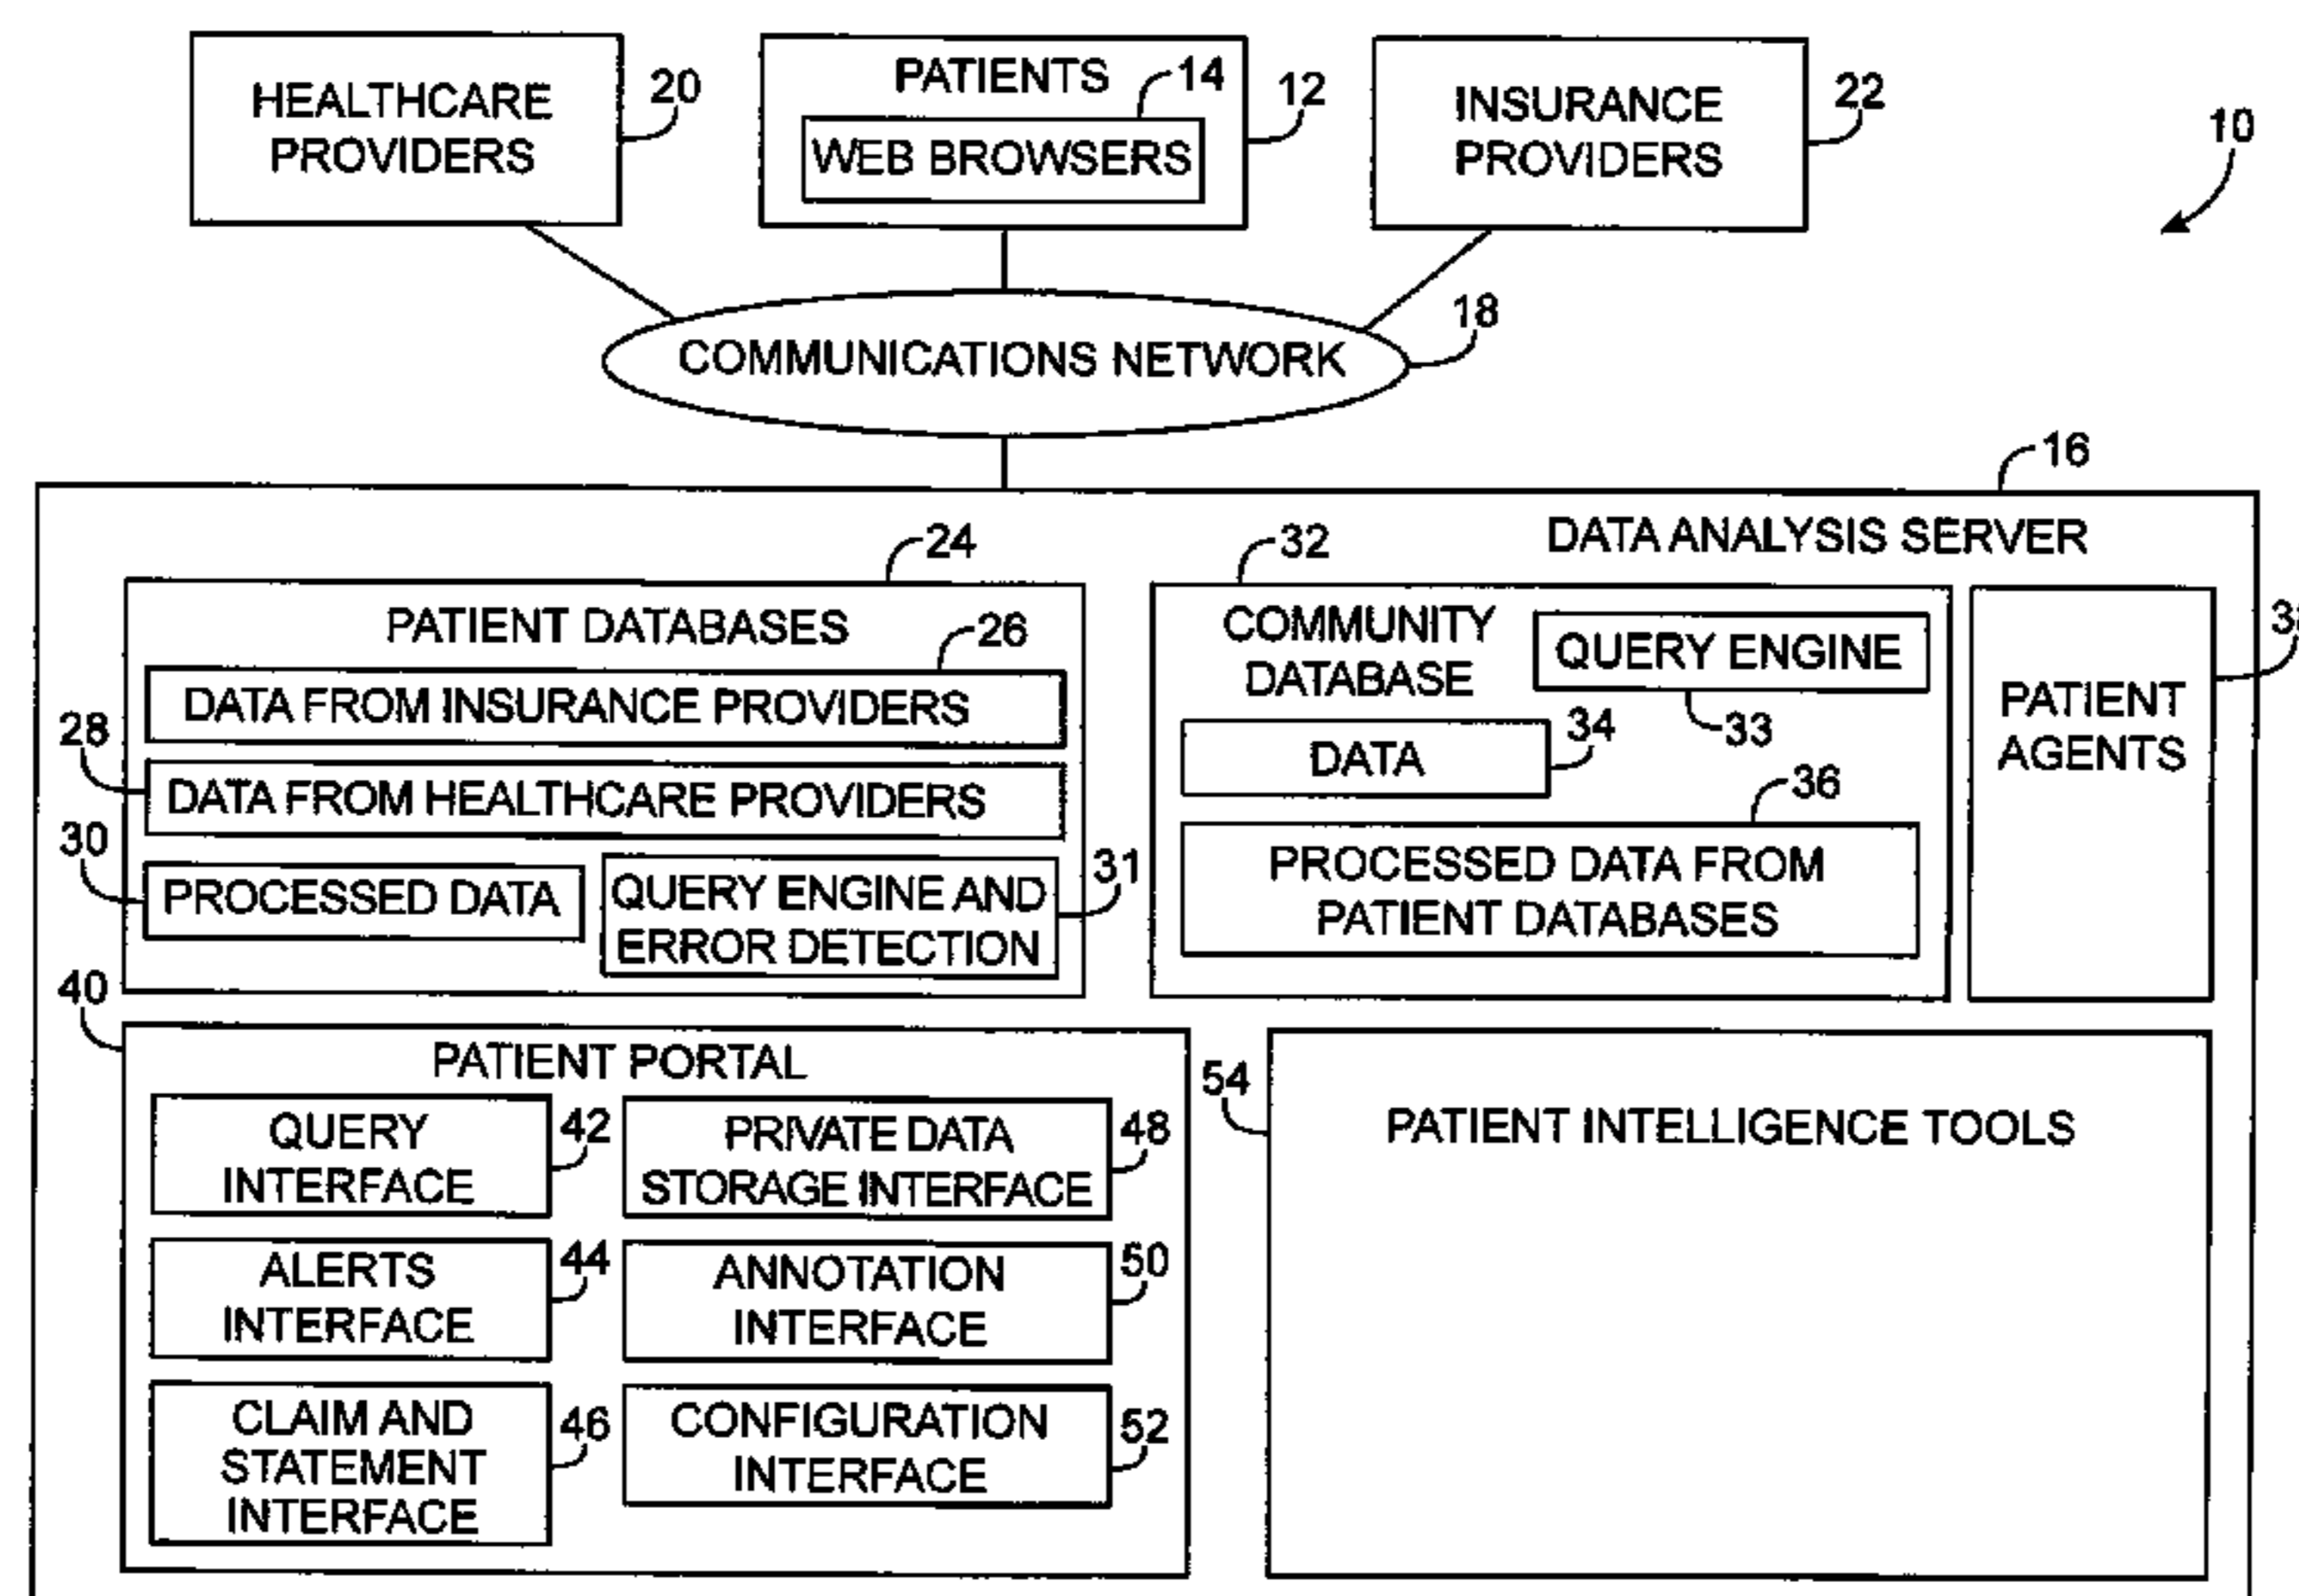 HEALTHCARE
PROVIDERS
20
PATIENTS
14
WEB BROWSERS
12
INSURANCE
PROVIDERS
22
10
COMMUNICATIONS NETWORK
18
16
DATA ANALYSIS SERVER
24
PATIENT DATABASES
26
DATA FROM INSURANCE PROVIDERS
28
DATA FROM HEALTHCARE PROVIDERS
30
PROCESSED DATA
QUERY ENGINE AND
ERROR DETECTION
31
32
COMMUNITY
DATABASE
QUERY ENGINE
33
DATA
34
36
PROCESSED DATA FROM
PATIENT DATABASES
PATIENT
AGENTS
40
PATIENT PORTAL
QUERY
INTERFACE
42
PRIVATE DATA
STORAGE INTERFACE
48
ALERTS
INTERFACE
44
ANNOTATION
INTERFACE
50
CLAIM AND
STATEMENT
INTERFACE
46
CONFIGURATION
INTERFACE
52
54
PATIENT INTELLIGENCE TOOLS